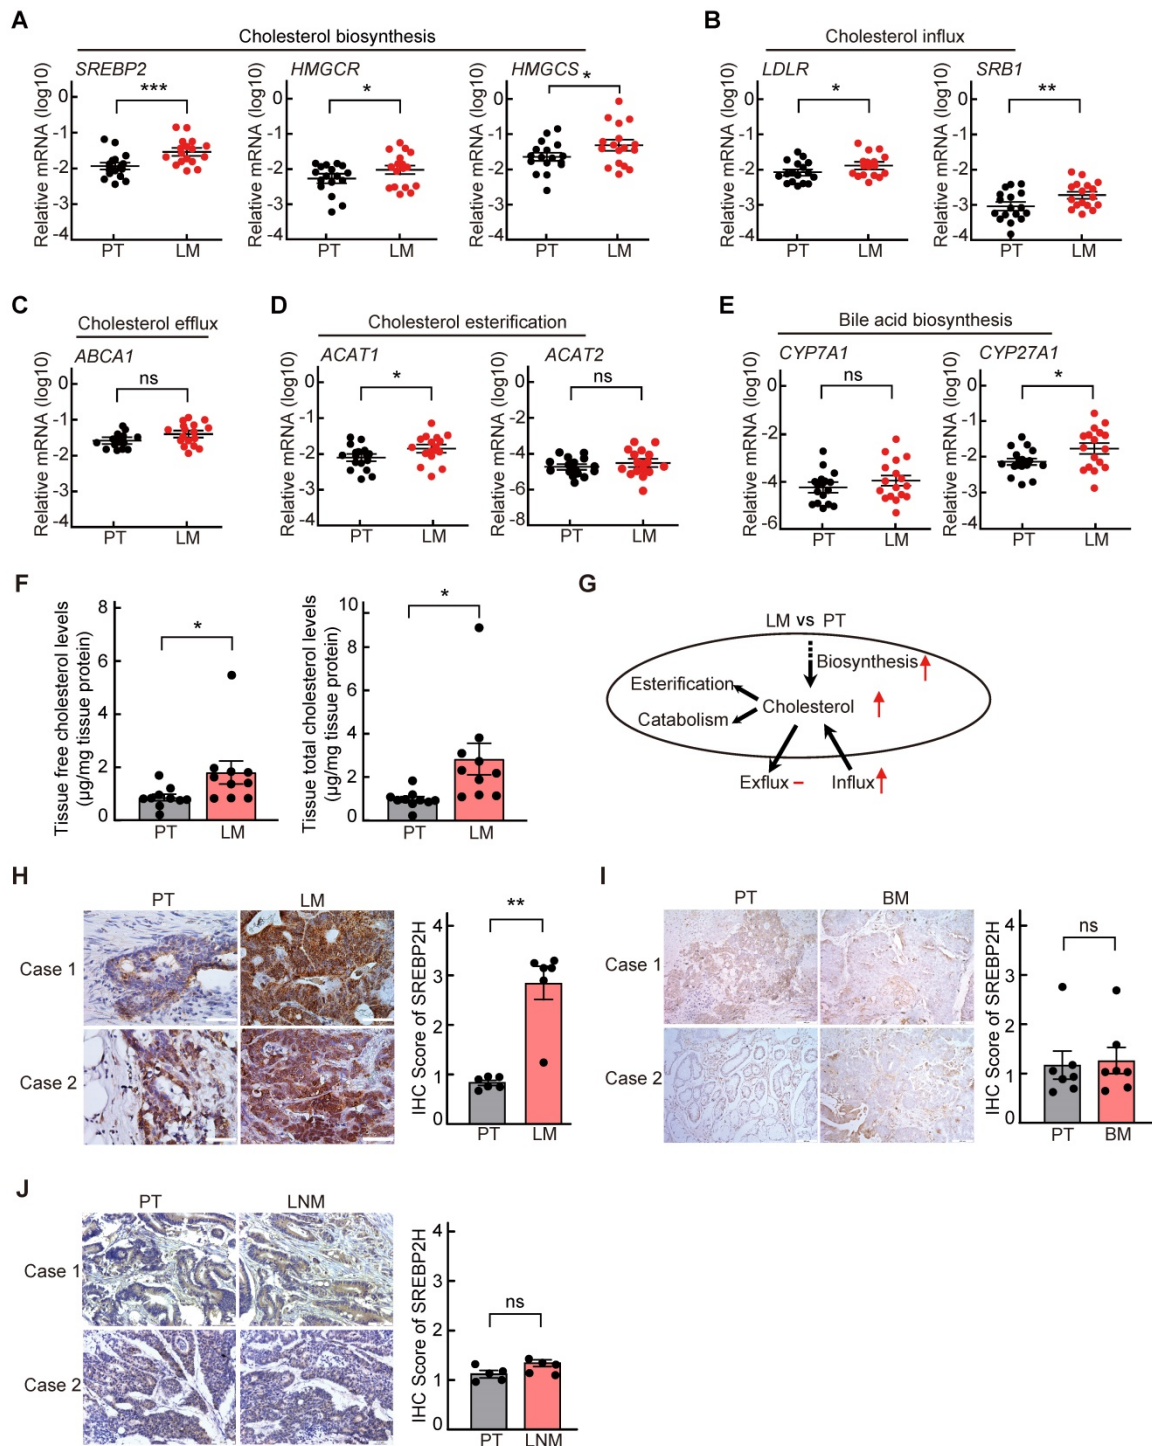 A
Cholesterol biosynthesis
SREBP2
HMGCR
HMGCS
Relative mRNA (log10)
0
-1
-2
-3
-4
***
PT
LM
Relative mRNA (log10)
0
-1
-2
-3
-4
*
PT
LM
Relative mRNA (log10)
0
-1
-2
-3
-4
*
PT
LM
B
Cholesterol influx
LDLR
SRB1
Relative mRNA (log10)
0
-1
-2
-3
-4
*
PT
LM
Relative mRNA (log10)
0
-1
-2
-3
-4
**
PT
LM
C
Cholesterol efflux
ABCA1
Relative mRNA (log10)
0
-1
-2
-3
-4
ns
PT
LM
D
Cholesterol esterification
ACAT1
ACAT2
Relative mRNA (log10)
0
-1
-2
-3
-4
*
PT
LM
Relative mRNA (log10)
0
-2
-4
-6
-8
ns
PT
LM
E
Bile acid biosynthesis
CYP7A1
CYP27A1
Relative mRNA (log10)
0
-2
-4
-6
ns
PT
LM
Relative mRNA (log10)
0
-1
-2
-3
-4
*
PT
LM
F
Tissue free cholesterol levels
(µg/mg tissue protein)
8
6
4
2
0
*
PT
LM
Tissue total cholesterol levels
(µg/mg tissue protein)
10
8
6
4
2
0
*
PT
LM
G
LM vs PT
Biosynthesis
Esterification
Cholesterol
Catabolism
Exflux
Influx
H
PT
LM
Case 1
Case 2
IHC Score of SREBP2H
4
3
2
1
0
**
PT
LM
I
PT
BM
Case 1
Case 2
IHC Score of SREBP2H
4
3
2
1
0
ns
PT
BM
J
PT
LNM
Case 1
Case 2
IHC Score of SREBP2H
4
3
2
1
0
ns
PT
LNM